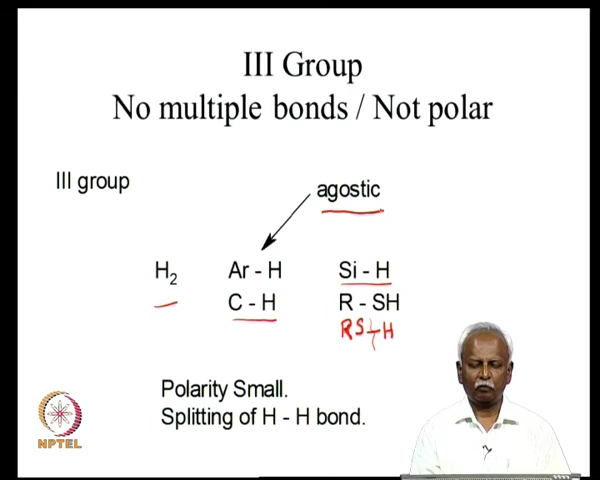 III Group
No multiple bonds / Not polar
III group
agostic
H2 Ar - H Si - H
C - H R - SH
RS H
Polarity Small.
Splitting of H - H bond.
NPTEL